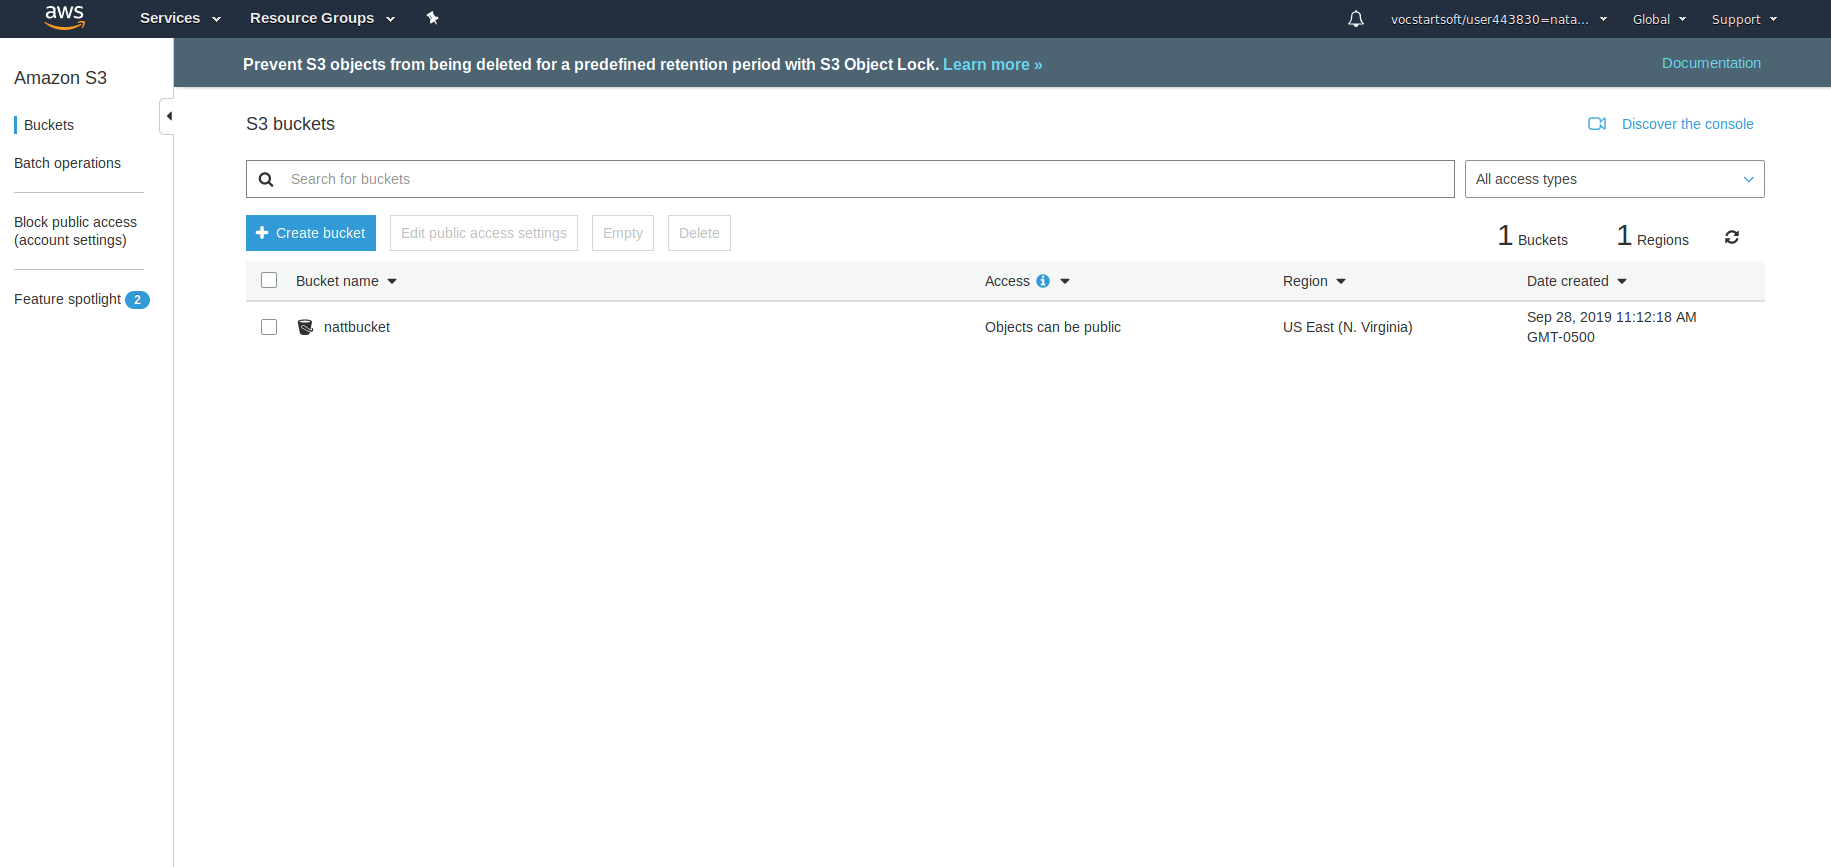 aws
Services
Resource Groups
vocstartsoft/user443830=nata...
Global
Support
Amazon S3
Buckets
Batch operations
Block public access
(account settings)
Feature spotlight 2
Prevent S3 objects from being deleted for a predefined retention period with S3 Object Lock. Learn more »
Documentation
S3 buckets
Discover the console
Search for buckets
All access types
Create bucket
Edit public access settings
Empty
Delete
1 Buckets
1 Regions
Bucket name
Access
Region
Date created
nattbucket
Objects can be public
US East (N. Virginia)
Sep 28, 2019 11:12:18 AM
GMT-0500